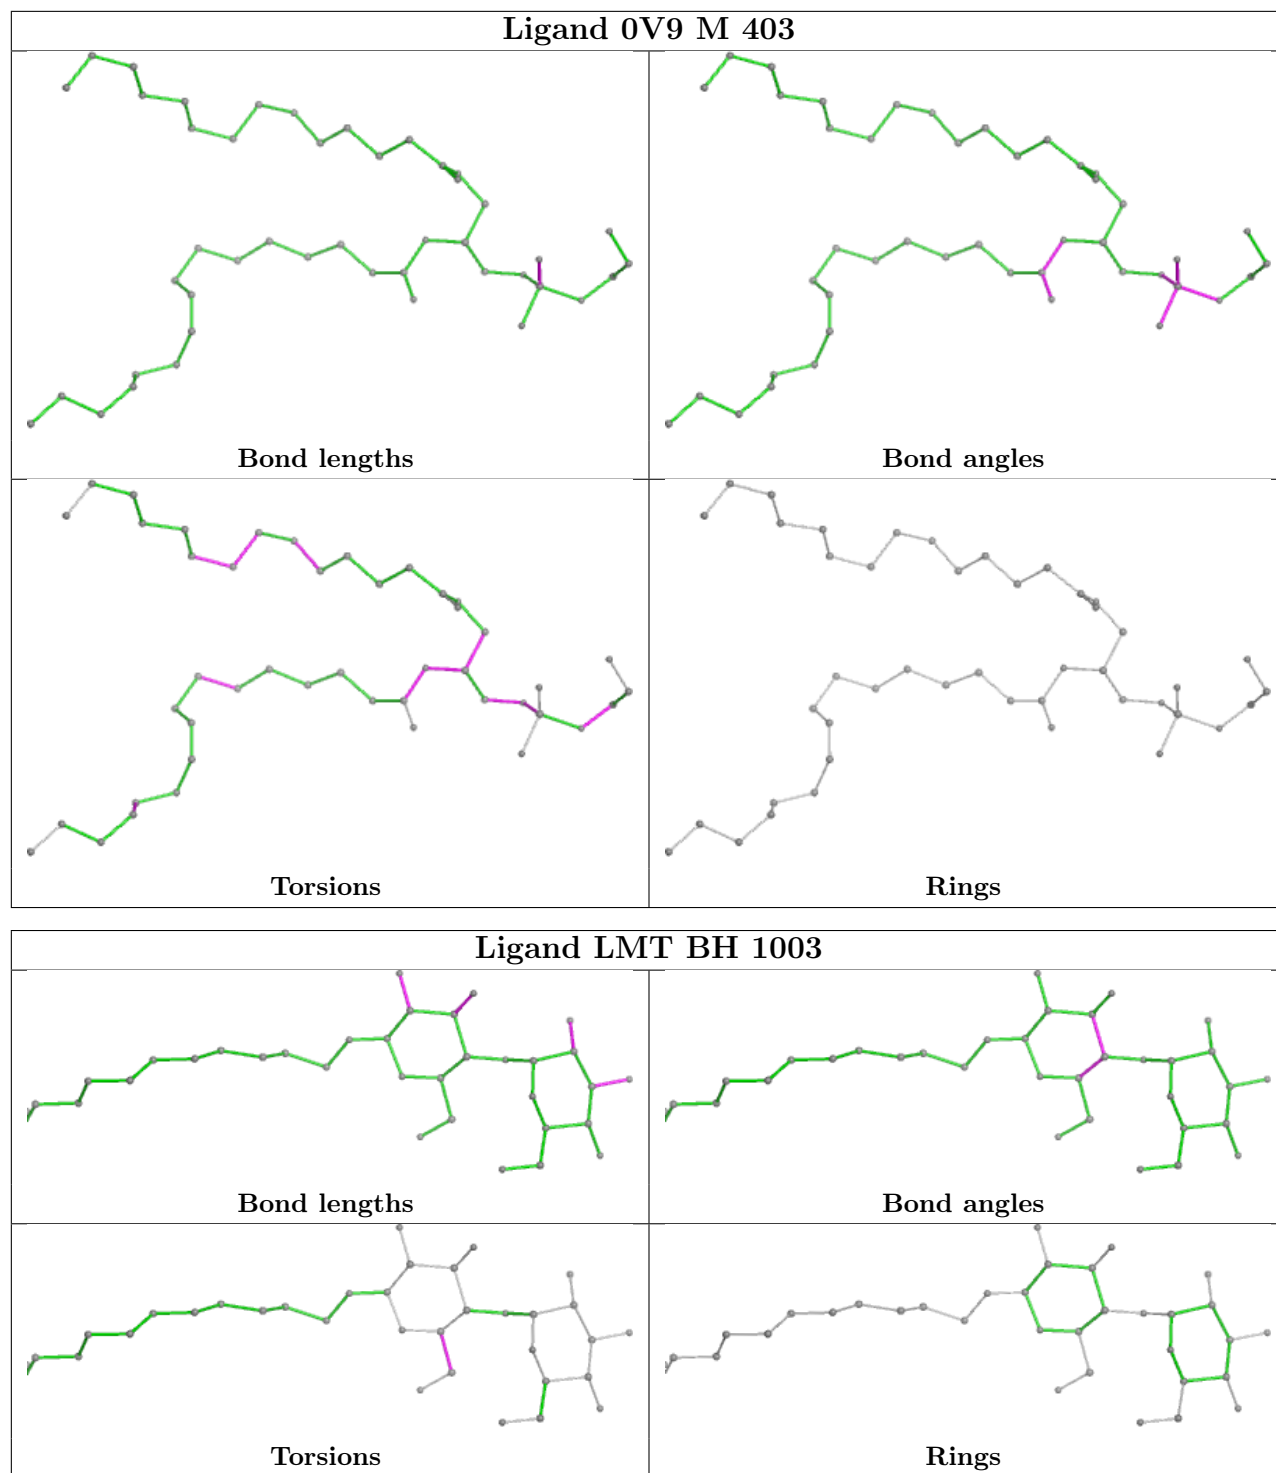 Ligand 0V9 M 403
Bond lengths
Bond angles
Torsions
Rings
Ligand LMT BH 1003
Bond lengths
Bond angles
Torsions
Rings